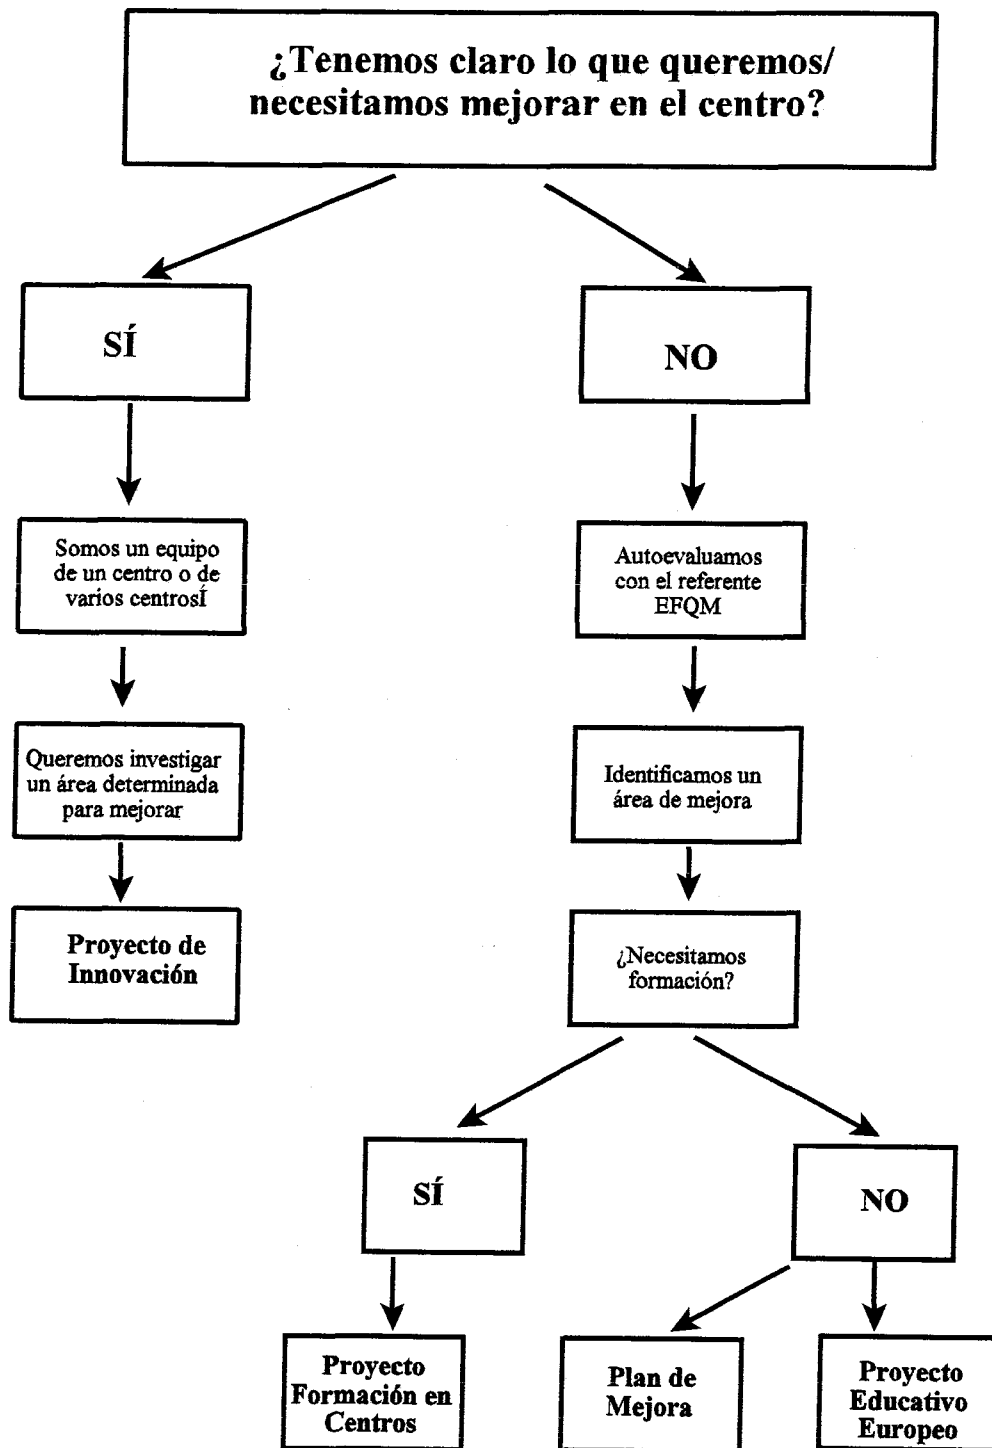 ¿Tenemos claro lo que queremos/
necesitamos mejorar en el centro?
SÍ
NO
Somos un equipo
de un centro o de
varios centrosÍ
Autoevaluamos
con el referente
EFQM
Queremos investigar
un área determinada
para mejorar
Identificamos un
área de mejora
Proyecto de
Innovación
¿Necesitamos
formación?
SÍ
NO
Proyecto
Formación en
Centros
Plan de
Mejora
Proyecto
Educativo
Europeo